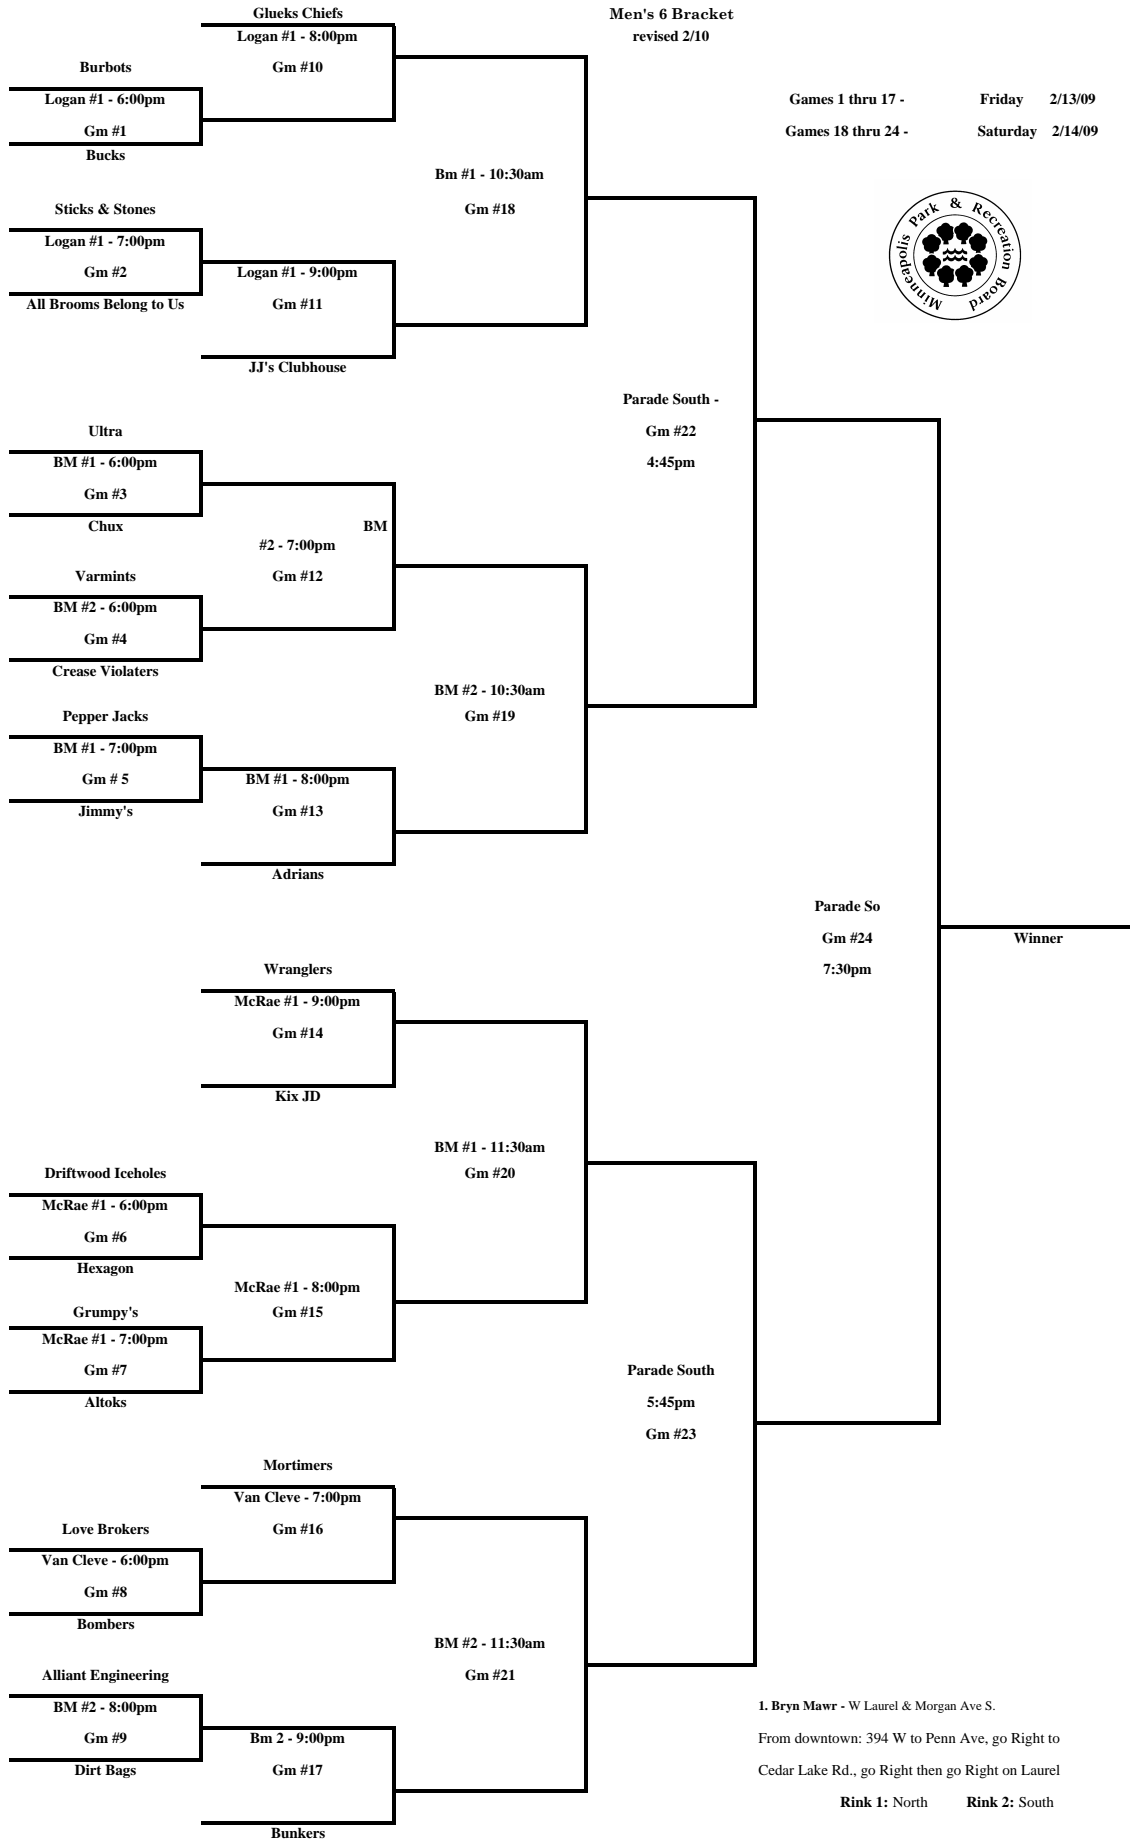 Glueks Chiefs
Men's 6 Bracket
Logan #1 - 8:00pm
revised 2/10
Burbots
Gm #10
Logan #1 - 6:00pm
Games 1 thru 17 - Friday 2/13/09
Gm #1
Games 18 thru 24 - Saturday 2/14/09
Bucks
Bm #1 - 10:30am
Sticks & Stones
Gm #18
Minneapolis Park & Recreation Board
Logan #1 - 7:00pm
Gm #2
Logan #1 - 9:00pm
All Brooms Belong to Us
Gm #11
JJ's Clubhouse
Parade South -
Ultra
Gm #22
BM #1 - 6:00pm
4:45pm
Gm #3
Chux
BM
#2 - 7:00pm
Varmints
Gm #12
BM #2 - 6:00pm
Gm #4
Crease Violaters
BM #2 - 10:30am
Pepper Jacks
Gm #19
BM #1 - 7:00pm
Gm # 5
BM #1 - 8:00pm
Jimmy's
Gm #13
Adrians
Parade So
Gm #24
Winner
Wranglers
7:30pm
McRae #1 - 9:00pm
Gm #14
Kix JD
BM #1 - 11:30am
Driftwood Iceholes
Gm #20
McRae #1 - 6:00pm
Gm #6
Hexagon
McRae #1 - 8:00pm
Grumpy's
Gm #15
McRae #1 - 7:00pm
Gm #7
Parade South
Altoks
5:45pm
Gm #23
Mortimers
Van Cleve - 7:00pm
Love Brokers
Gm #16
Van Cleve - 6:00pm
Gm #8
Bombers
BM #2 - 11:30am
Alliant Engineering
Gm #21
BM #2 - 8:00pm
1. Bryn Mawr - W Laurel & Morgan Ave S.
Gm #9
Bm 2 - 9:00pm
From downtown: 394 W to Penn Ave, go Right to
Dirt Bags
Gm #17
Cedar Lake Rd., go Right then go Right on Laurel
Rink 1: North Rink 2: South
Bunkers